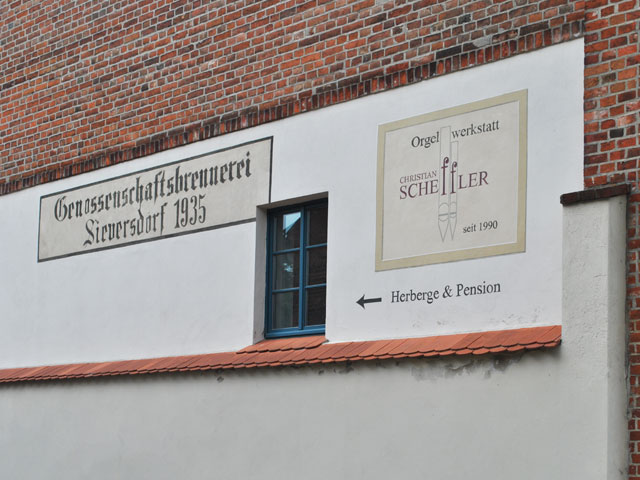 Genossenschaftsbrennerei
Sieversdorf 1935
Orgelwerkstatt
CHRISTIAN
SCHEffLER
seit 1990
Herberge & Pension